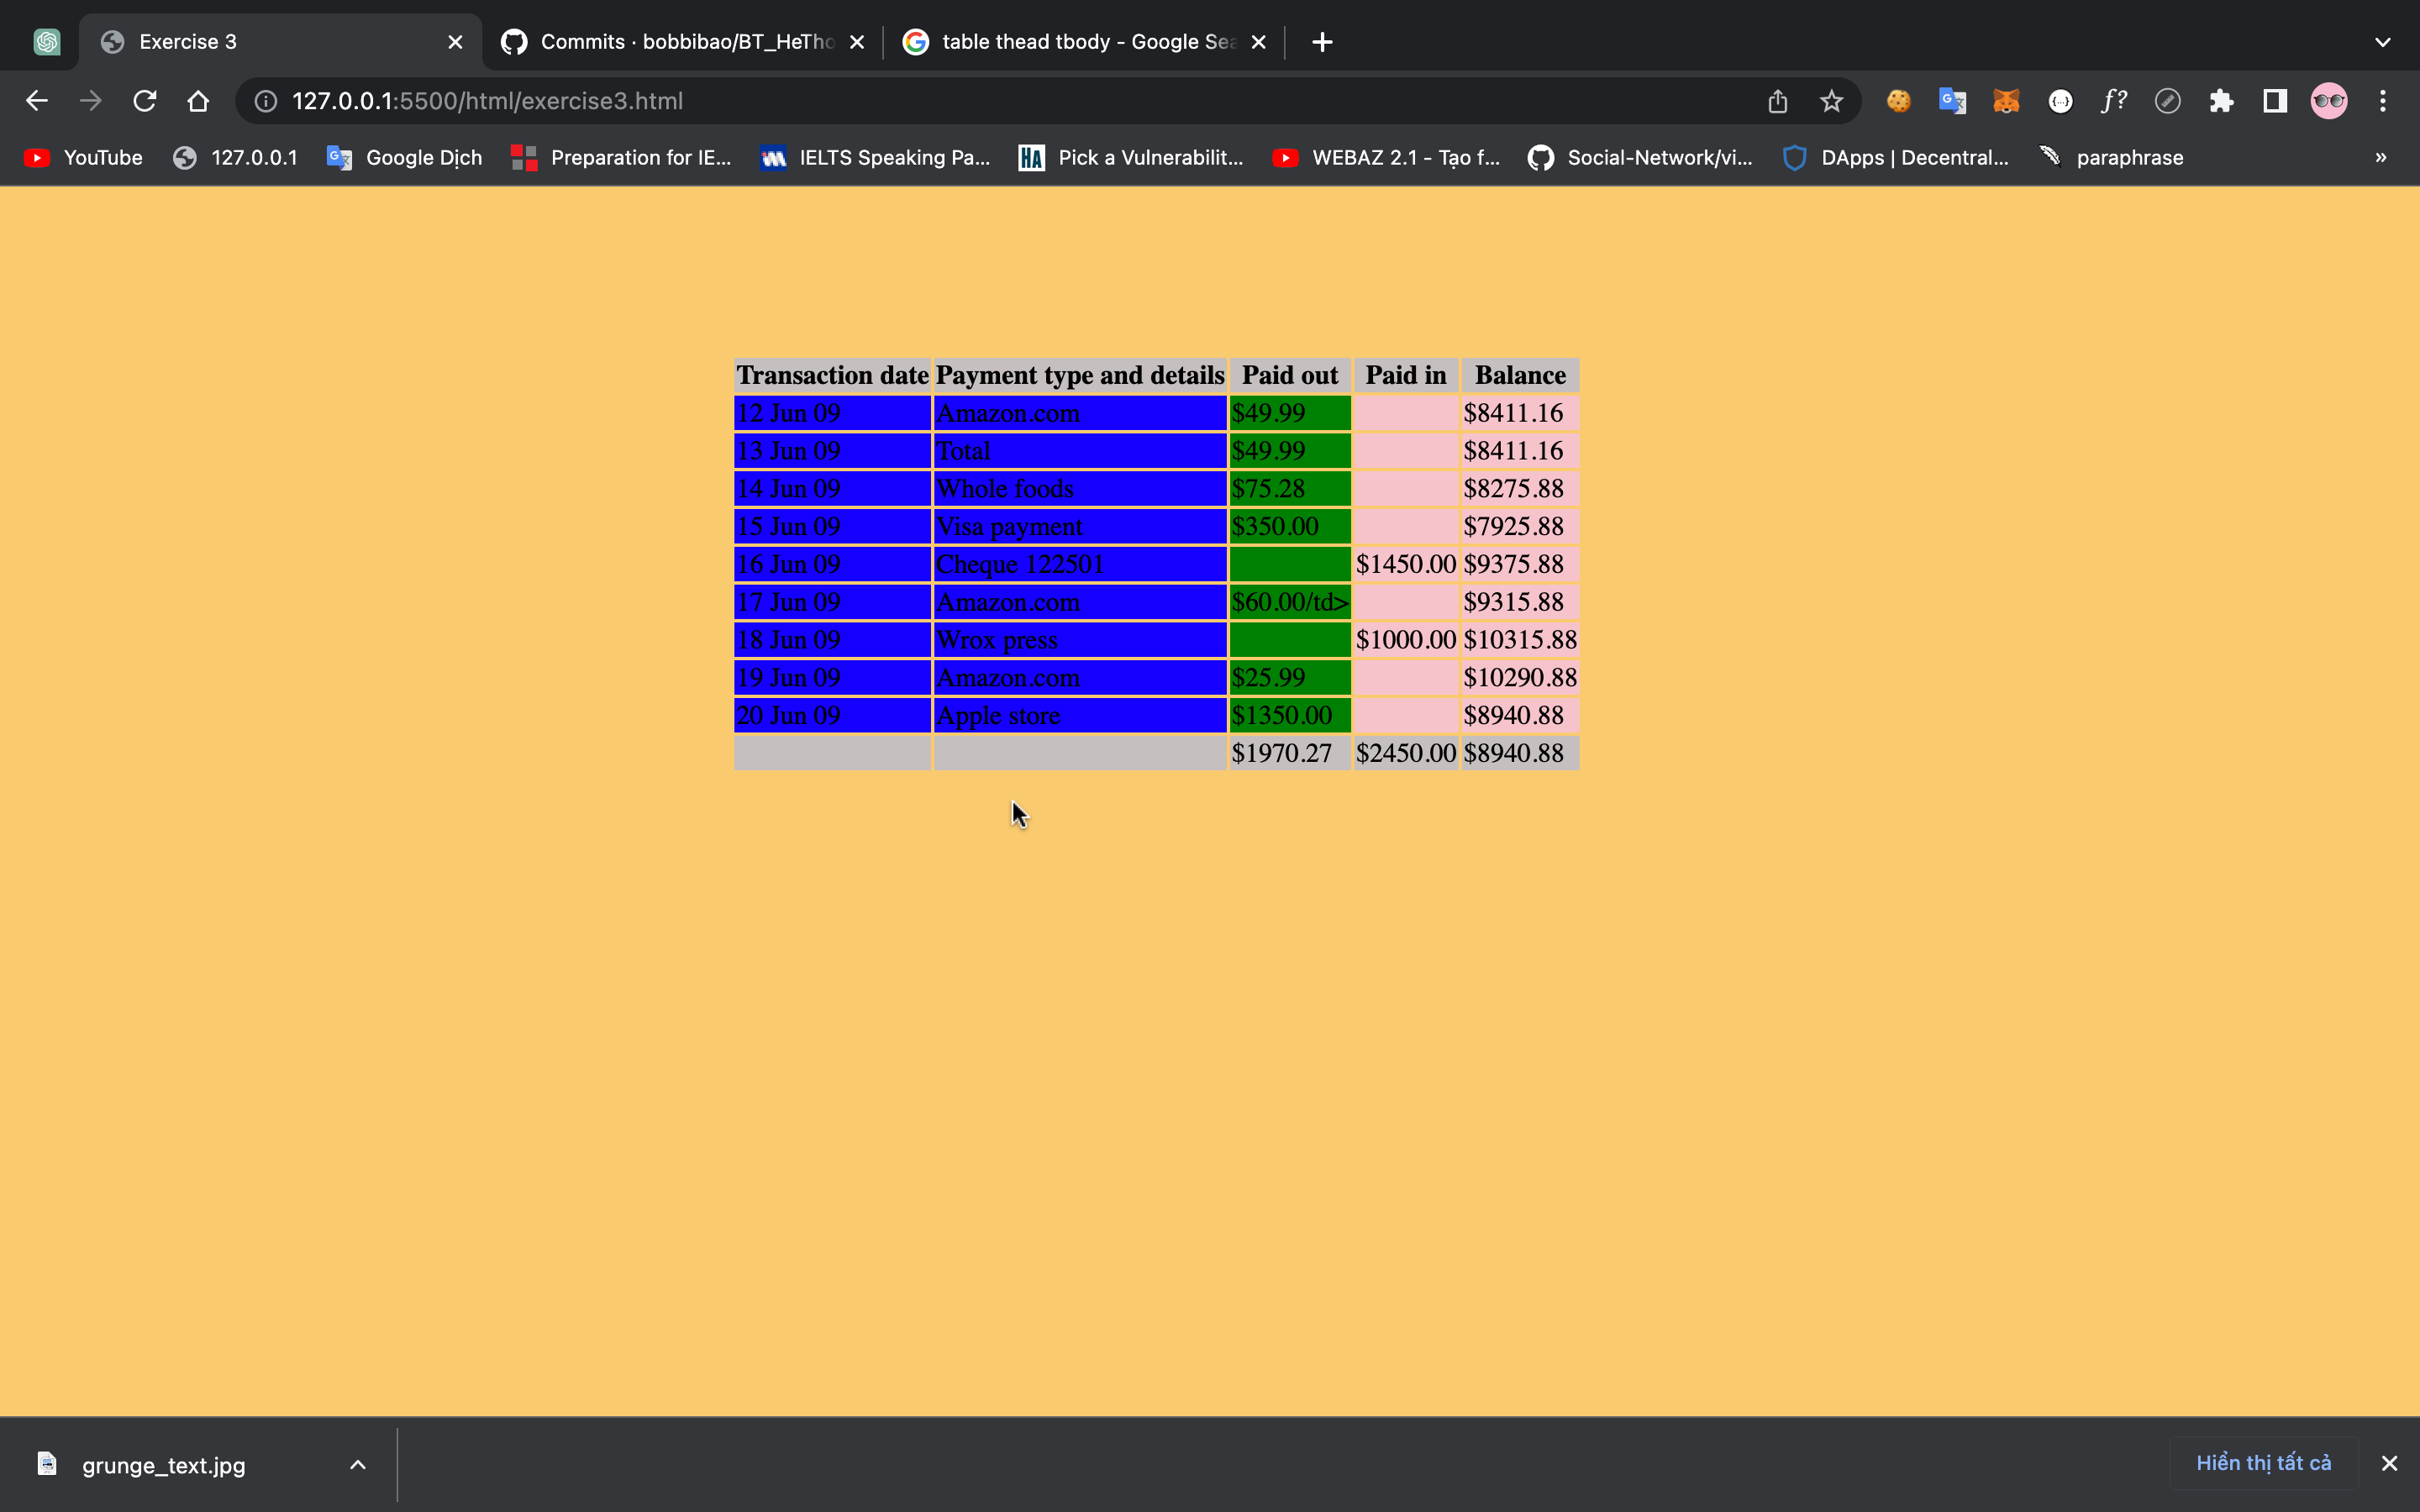 Exercise 3
Commits · bobbibao/BT_HeTho
table thead tbody - Google Sea
127.0.0.1:5500/html/exercise3.html
YouTube 127.0.0.1 Google Dịch Preparation for IE... IELTS Speaking Pa... Pick a Vulnerabilit... WEBAZ 2.1 - Tạo f... Social-Network/vi... DApps | Decentral... paraphrase »
Transaction date Payment type and details Paid out Paid in Balance
12 Jun 09 Amazon.com $49.99 $8411.16
13 Jun 09 Total $49.99 $8411.16
14 Jun 09 Whole foods $75.28 $8275.88
15 Jun 09 Visa payment $350.00 $7925.88
16 Jun 09 Cheque 122501 $1450.00 $9375.88
17 Jun 09 Amazon.com $60.00/td> $9315.88
18 Jun 09 Wrox press $1000.00 $10315.88
19 Jun 09 Amazon.com $25.99 $10290.88
20 Jun 09 Apple store $1350.00 $8940.88
$1970.27 $2450.00 $8940.88
grunge_text.jpg
Hiển thị tất cả